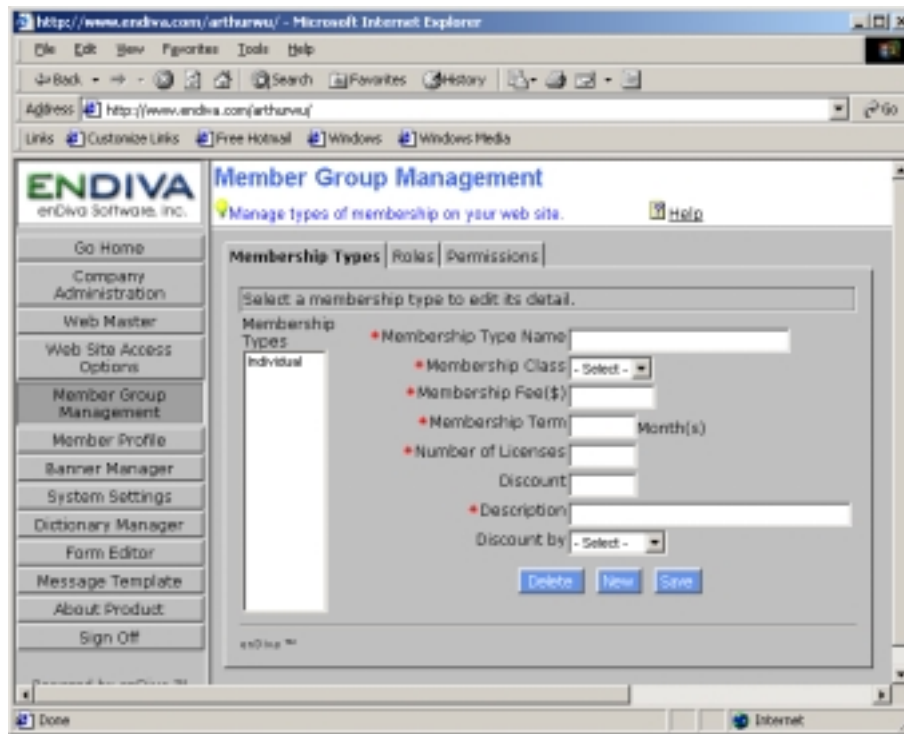 http://www.endiva.com/arthurwu/ - Microsoft Internet Explorer
File Edit View Favorites Tools Help
Back Search Favorites History
Address http://www.endiva.com/arthurwu/ Go
Links Customize Links Free Hotmail Windows Windows Media
ENDIVA
enDiva Software, Inc.
Go Home
Company Administration
Web Master
Web Site Access Options
Member Group Management
Member Profile
Banner Manager
System Settings
Dictionary Manager
Form Editor
Message Template
About Product
Sign Off
Member Group Management
Manage types of membership on your web site. Help
Membership Types Roles Permissions
Select a membership type to edit its detail.
Membership Types
Individual
*Membership Type Name
*Membership Class - Select -
*Membership Fee($)
*Membership Term Month(s)
*Number of Licenses
Discount
*Description
Discount by - Select -
Delete New Save
enDiva ™
Done Internet